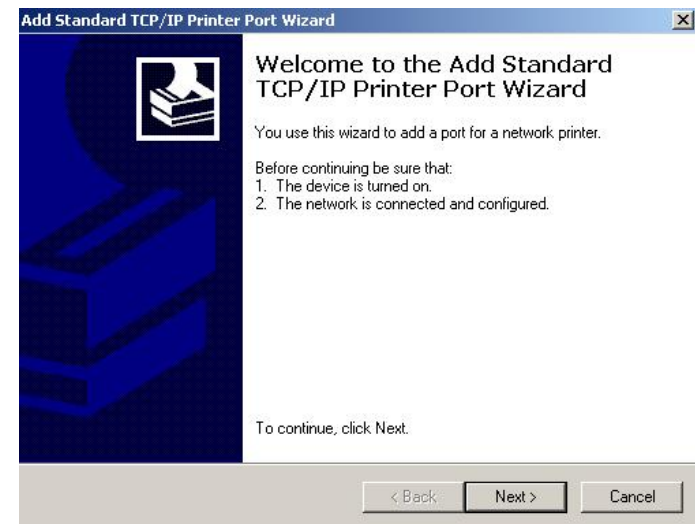 Add Standard TCP/IP Printer Port Wizard
Welcome to the Add Standard
TCP/IP Printer Port Wizard
You use this wizard to add a port for a network printer.
Before continuing be sure that:
1. The device is turned on.
2. The network is connected and configured.
To continue, click Next.
< Back Next > Cancel